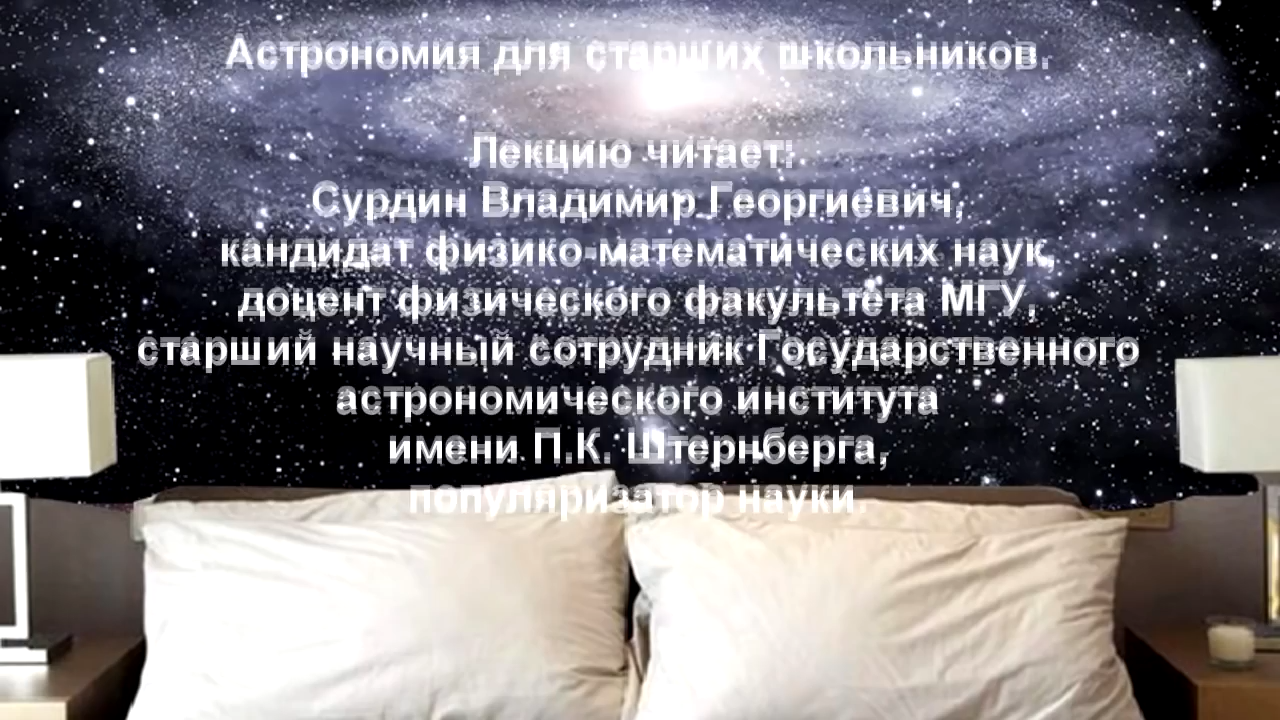 Астрономия для старших школьников.
Лекцию читает:
Сурдин Владимир Георгиевич,
кандидат физико-математических наук,
доцент физического факультета МГУ,
старший научный сотрудник Государственного
астрономического института
имени П.К. Штернберга,
популяризатор науки.